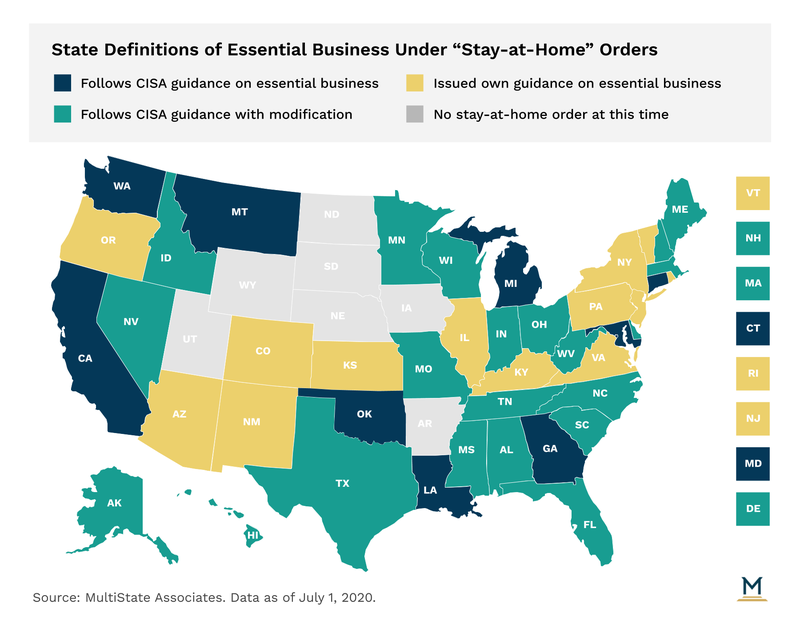 State Definitions of Essential Business Under “Stay-at-Home” Orders
Follows CISA guidance on essential business
Issued own guidance on essential business
Follows CISA guidance with modification
No stay-at-home order at this time
WA
MT
ND
MN
ME
VT
OR
ID
SD
WI
MI
NY
NH
WY
MA
NV
NE
IA
PA
CT
UT
CO
IL
IN
OH
CA
KS
MO
WV
VA
RI
KY
AZ
NM
OK
TN
NC
NJ
AR
SC
MS
AL
GA
MD
TX
LA
AK
HI
FL
DE
M
Source: MultiState Associates. Data as of July 1, 2020.